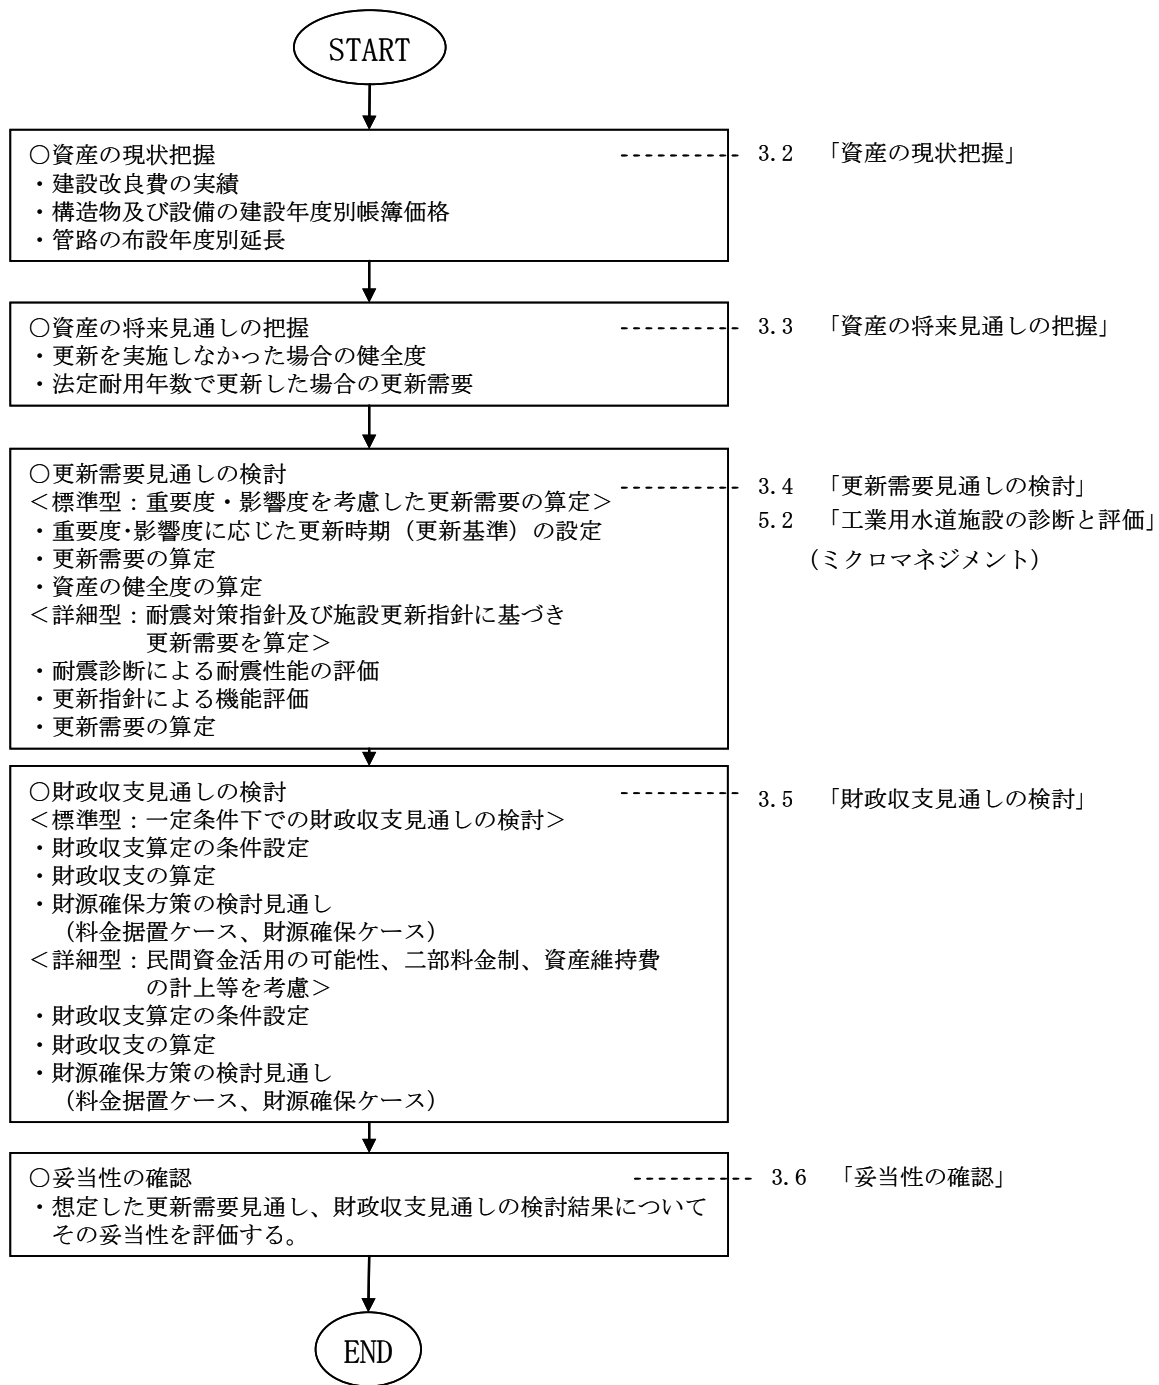 START
○資産の現状把握
・建設改良費の実績
・構造物及び設備の建設年度別帳簿価格
・管路の布設年度別延長
3.2 「資産の現状把握」
○資産の将来見通しの把握
・更新を実施しなかった場合の健全度
・法定耐用年数で更新した場合の更新需要
3.3 「資産の将来見通しの把握」
○更新需要見通しの検討
＜標準型：重要度・影響度を考慮した更新需要の算定＞
・重要度･影響度に応じた更新時期（更新基準）の設定
・更新需要の算定
・資産の健全度の算定
＜詳細型：耐震対策指針及び施設更新指針に基づき
更新需要を算定＞
・耐震診断による耐震性能の評価
・更新指針による機能評価
・更新需要の算定
3.4 「更新需要見通しの検討」
5.2 「工業用水道施設の診断と評価」
（ミクロマネジメント）
○財政収支見通しの検討
＜標準型：一定条件下での財政収支見通しの検討＞
・財政収支算定の条件設定
・財政収支の算定
・財源確保方策の検討見通し
（料金据置ケース、財源確保ケース）
＜詳細型：民間資金活用の可能性、二部料金制、資産維持費
の計上等を考慮＞
・財政収支算定の条件設定
・財政収支の算定
・財源確保方策の検討見通し
（料金据置ケース、財源確保ケース）
3.5 「財政収支見通しの検討」
○妥当性の確認
・想定した更新需要見通し、財政収支見通しの検討結果について
その妥当性を評価する。
3.6 「妥当性の確認」
END